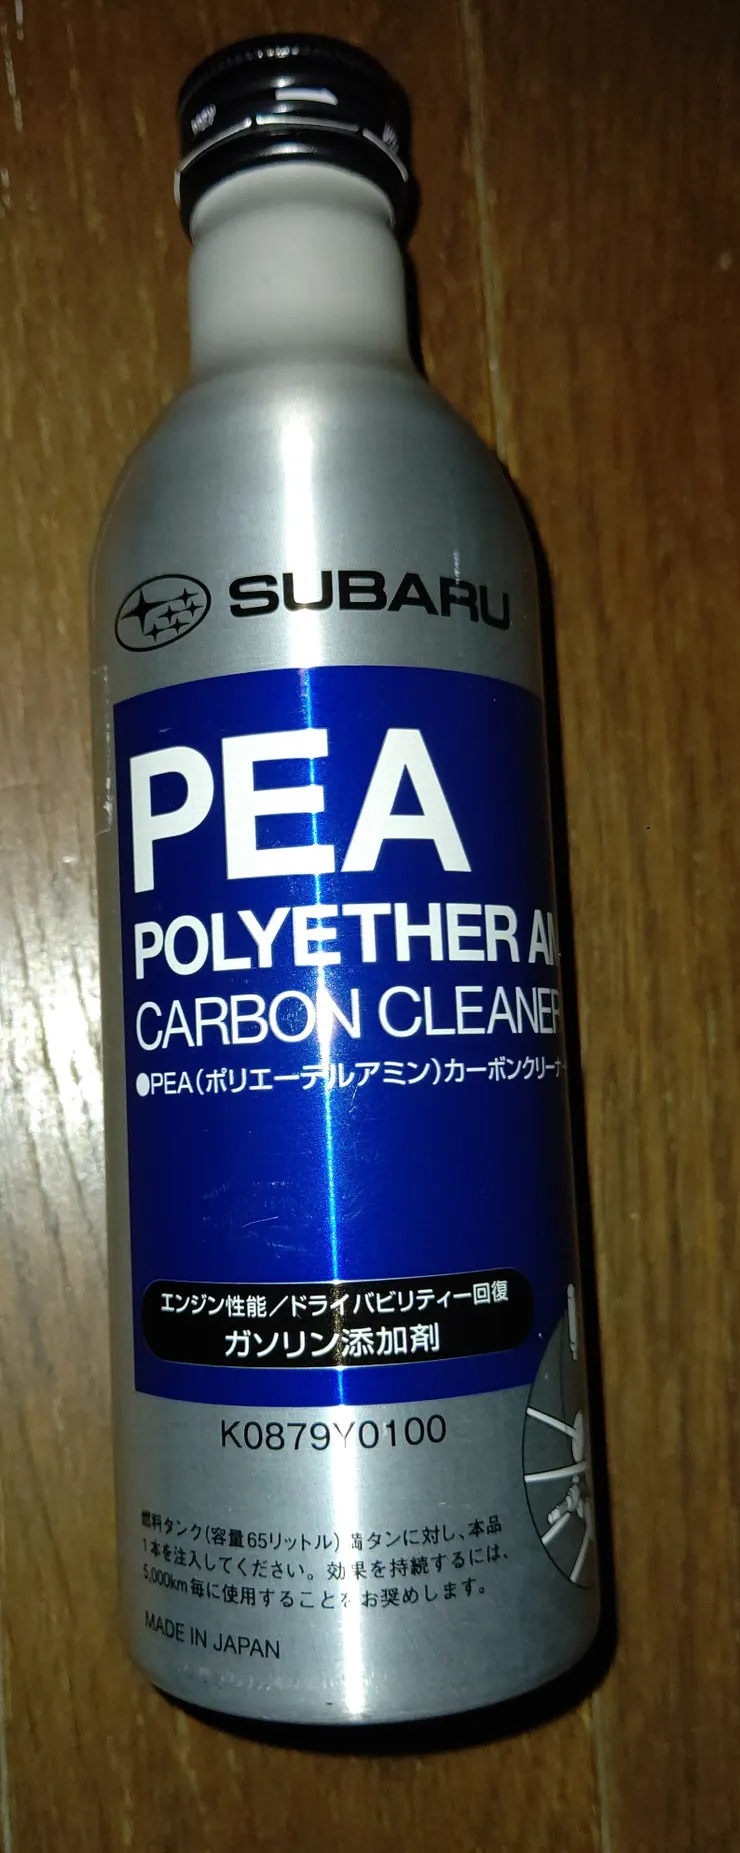 SUBARU
PEA
POLYETHER
CARBON CLEANER
●PEA(ポリエーテルアミン)カーボンクリーナー
エンジン性能/ドライバビリティー回復
ガソリン添加剤
K0879Y0100
燃料タンク(容量65リットル)満タンに対し、本品
1本を注入してください。効果を持続するには、
5,000km毎に使用することをお奨めします。
MADE IN JAPAN